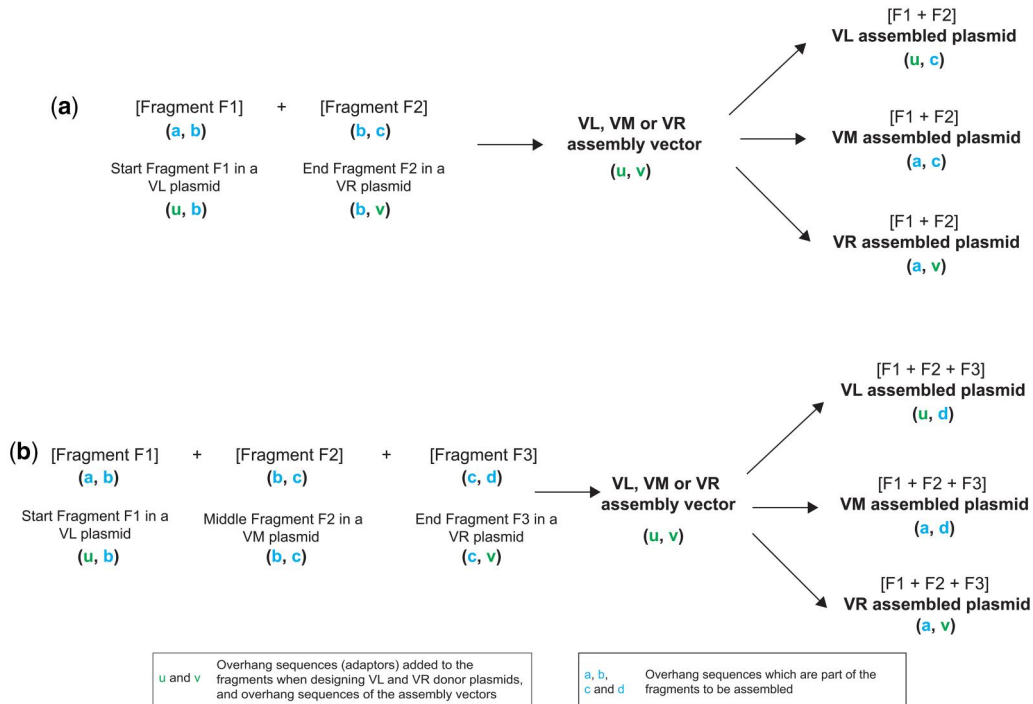 (a)
[Fragment F1] + [Fragment F2]
(a, b) (b, c)
Start Fragment F1 in a
VL plasmid
(u, b)
End Fragment F2 in a
VR plasmid
(b, v)
VL, VM or VR
assembly vector
(u, v)
[F1 + F2]
VL assembled plasmid
(u, c)
[F1 + F2]
VM assembled plasmid
(a, c)
[F1 + F2]
VR assembled plasmid
(a, v)
(b)
[Fragment F1] + [Fragment F2] + [Fragment F3]
(a, b) (b, c) (c, d)
Start Fragment F1 in a
VL plasmid
(u, b)
Middle Fragment F2 in a
VM plasmid
(b, c)
End Fragment F3 in a
VR plasmid
(c, v)
VL, VM or VR
assembly vector
(u, v)
[F1 + F2 + F3]
VL assembled plasmid
(u, d)
[F1 + F2 + F3]
VM assembled plasmid
(a, d)
[F1 + F2 + F3]
VR assembled plasmid
(a, v)
u and v
Overhang sequences (adaptors) added to the
fragments when designing VL and VR donor plasmids,
and overhang sequences of the assembly vectors
a, b,
c and d
Overhang sequences which are part of the
fragments to be assembled